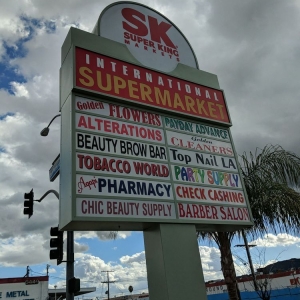 SK
SUPER KING
MARKETS
INTERNATIONAL
SUPERMARKET
Golden FLOWERS
PAYDAY ADVANCE
ALTERATIONS
CLEANERS
BEAUTY BROW BAR
Top Nail LA
TOBACCO WORLD
PARTY SUPPLY
PHARMACY
CHECK CASHING
CHIC BEAUTY SUPPLY
BARBER SALON
METAL